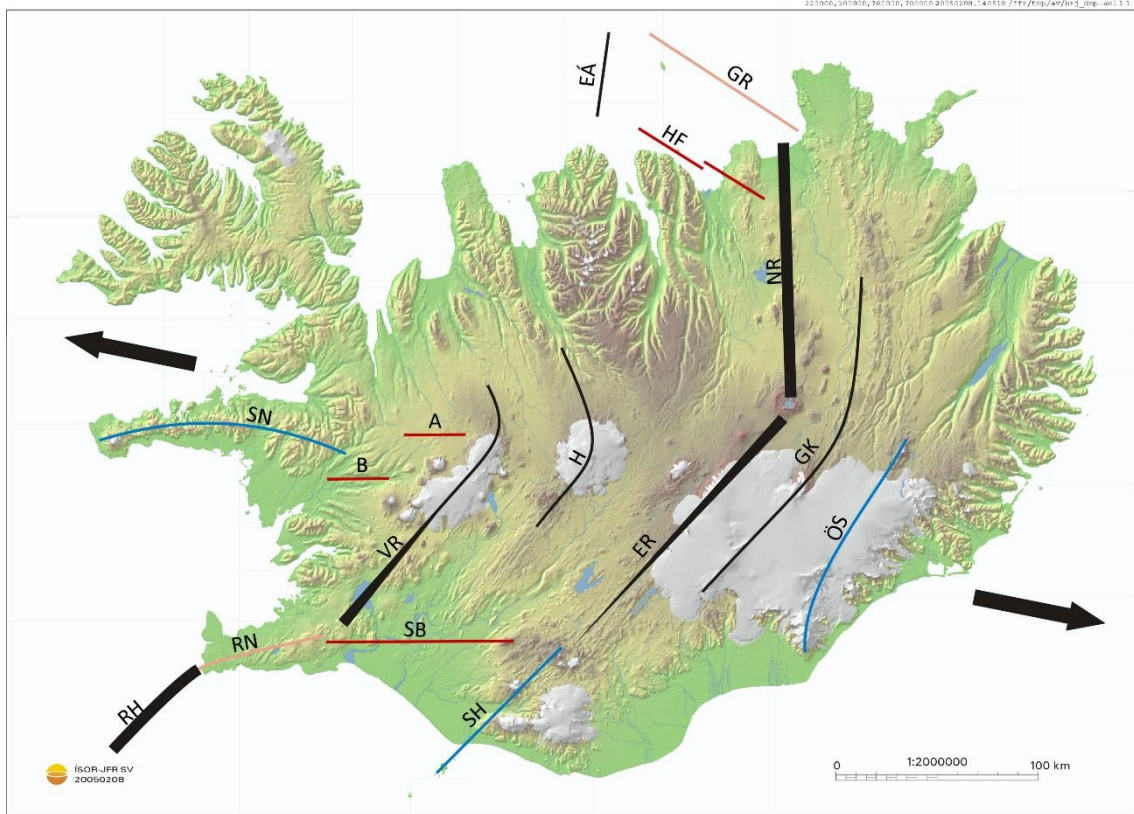 EÁ
GR
HF
NR
SN
A
B
H
GK
VR
ER
ÖS
RN
SB
RH
SH
ÍSOR-JFR SV
20050208
1:2000000
0
100 km